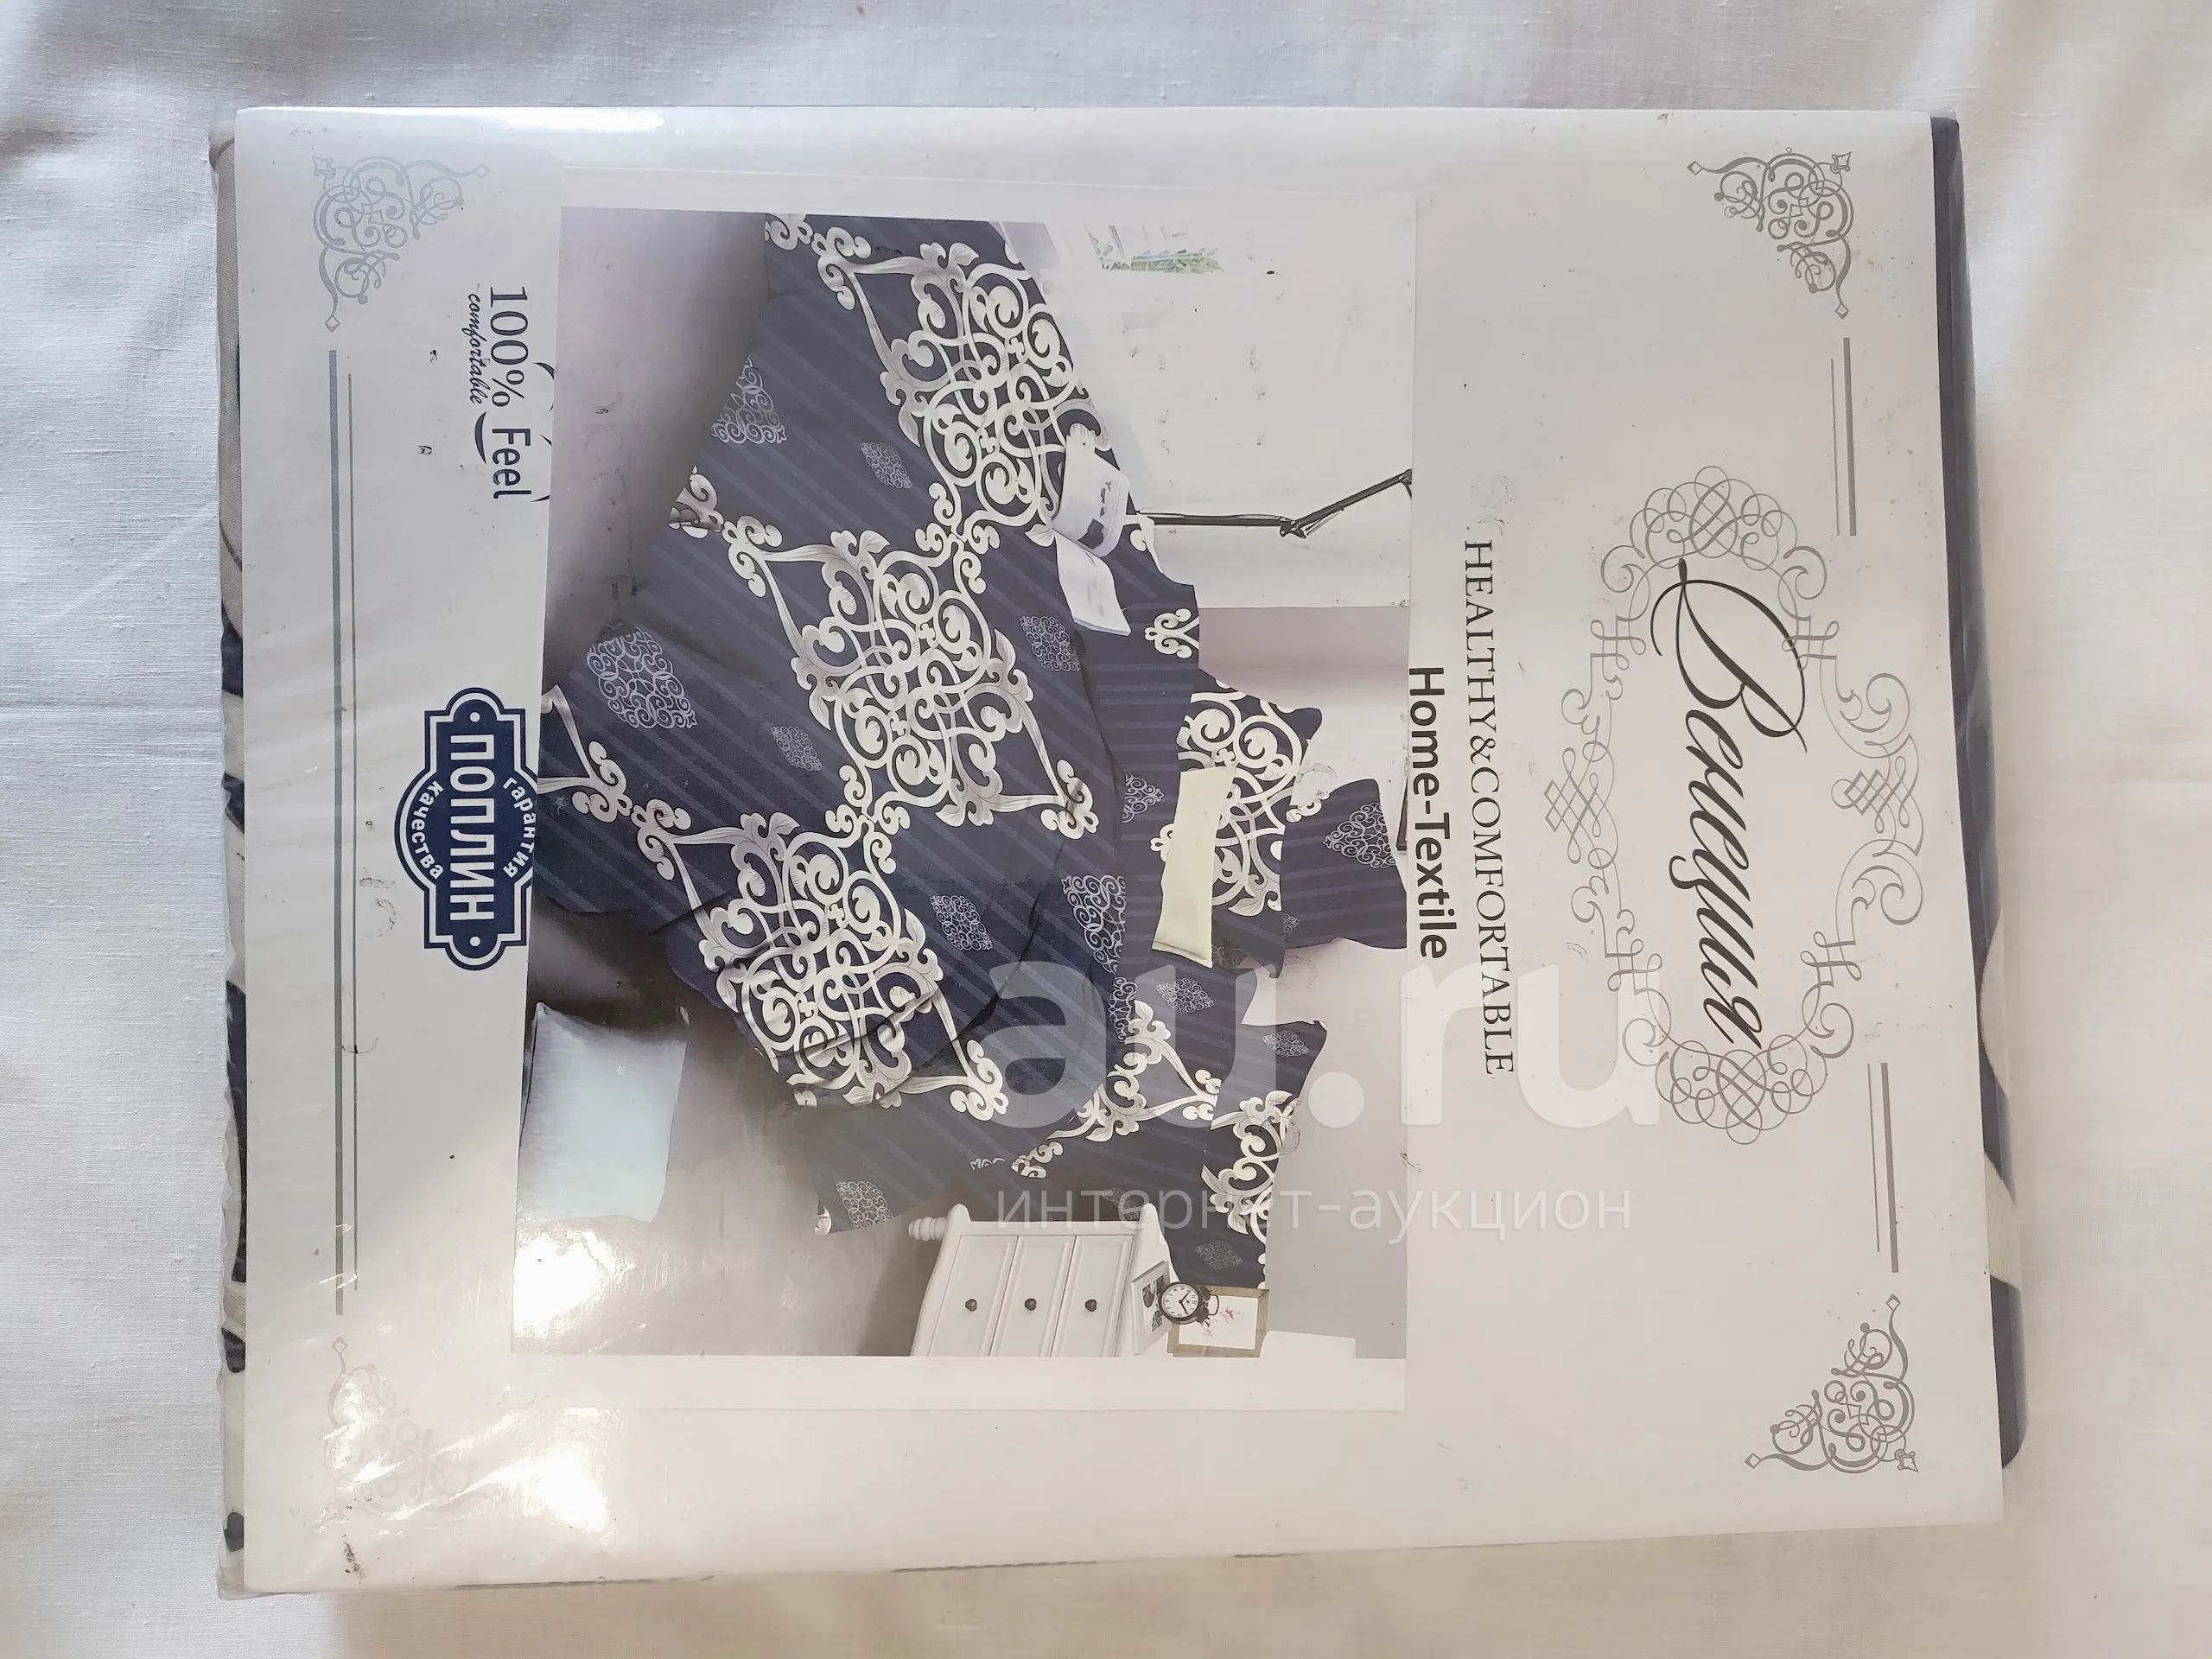 Венеция
HEALTHY&COMFORTABLE
Home-Textile
100% Feel
comfortable
гарантия
ПОПЛИН
качества
au.ru
интернет-аукцион